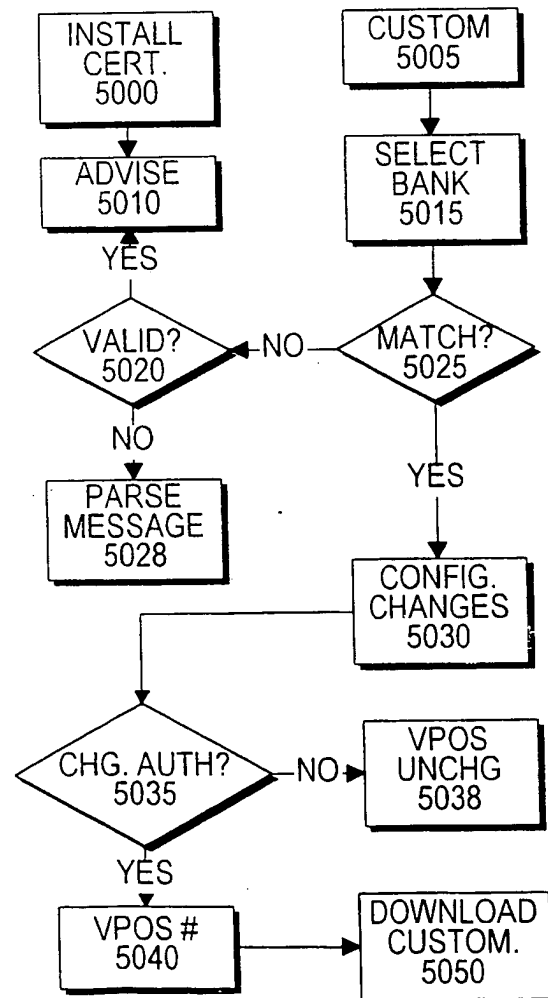 INSTALL
CERT.
5000
CUSTOM
5005
ADVISE
5010
SELECT
BANK
5015
YES
VALID?
5020
NO
MATCH?
5025
NO
YES
PARSE
MESSAGE
5028
CONFIG.
CHANGES
5030
CHG. AUTH?
5035
NO
VPOS
UNCHG
5038
YES
VPOS #
5040
DOWNLOAD
CUSTOM.
5050